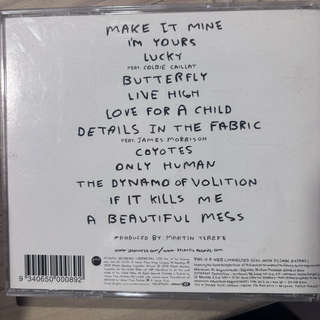 MAKE IT MINE
I'M YOURS
LUCKY
FEAT. COLBIE CAILLAT
BUTTERFLY
LIVE HIGH
LOVE FOR A CHILD
DETAILS IN THE FABRIC
FEAT. JAMES MORRISON
COYOTES
ONLY HUMAN
THE DYNAMO OF VOLITION
IF IT KILLS ME
A BEAUTIFUL MESS
PRODUCED BY MARTIN TEREFE
9 340650 000892